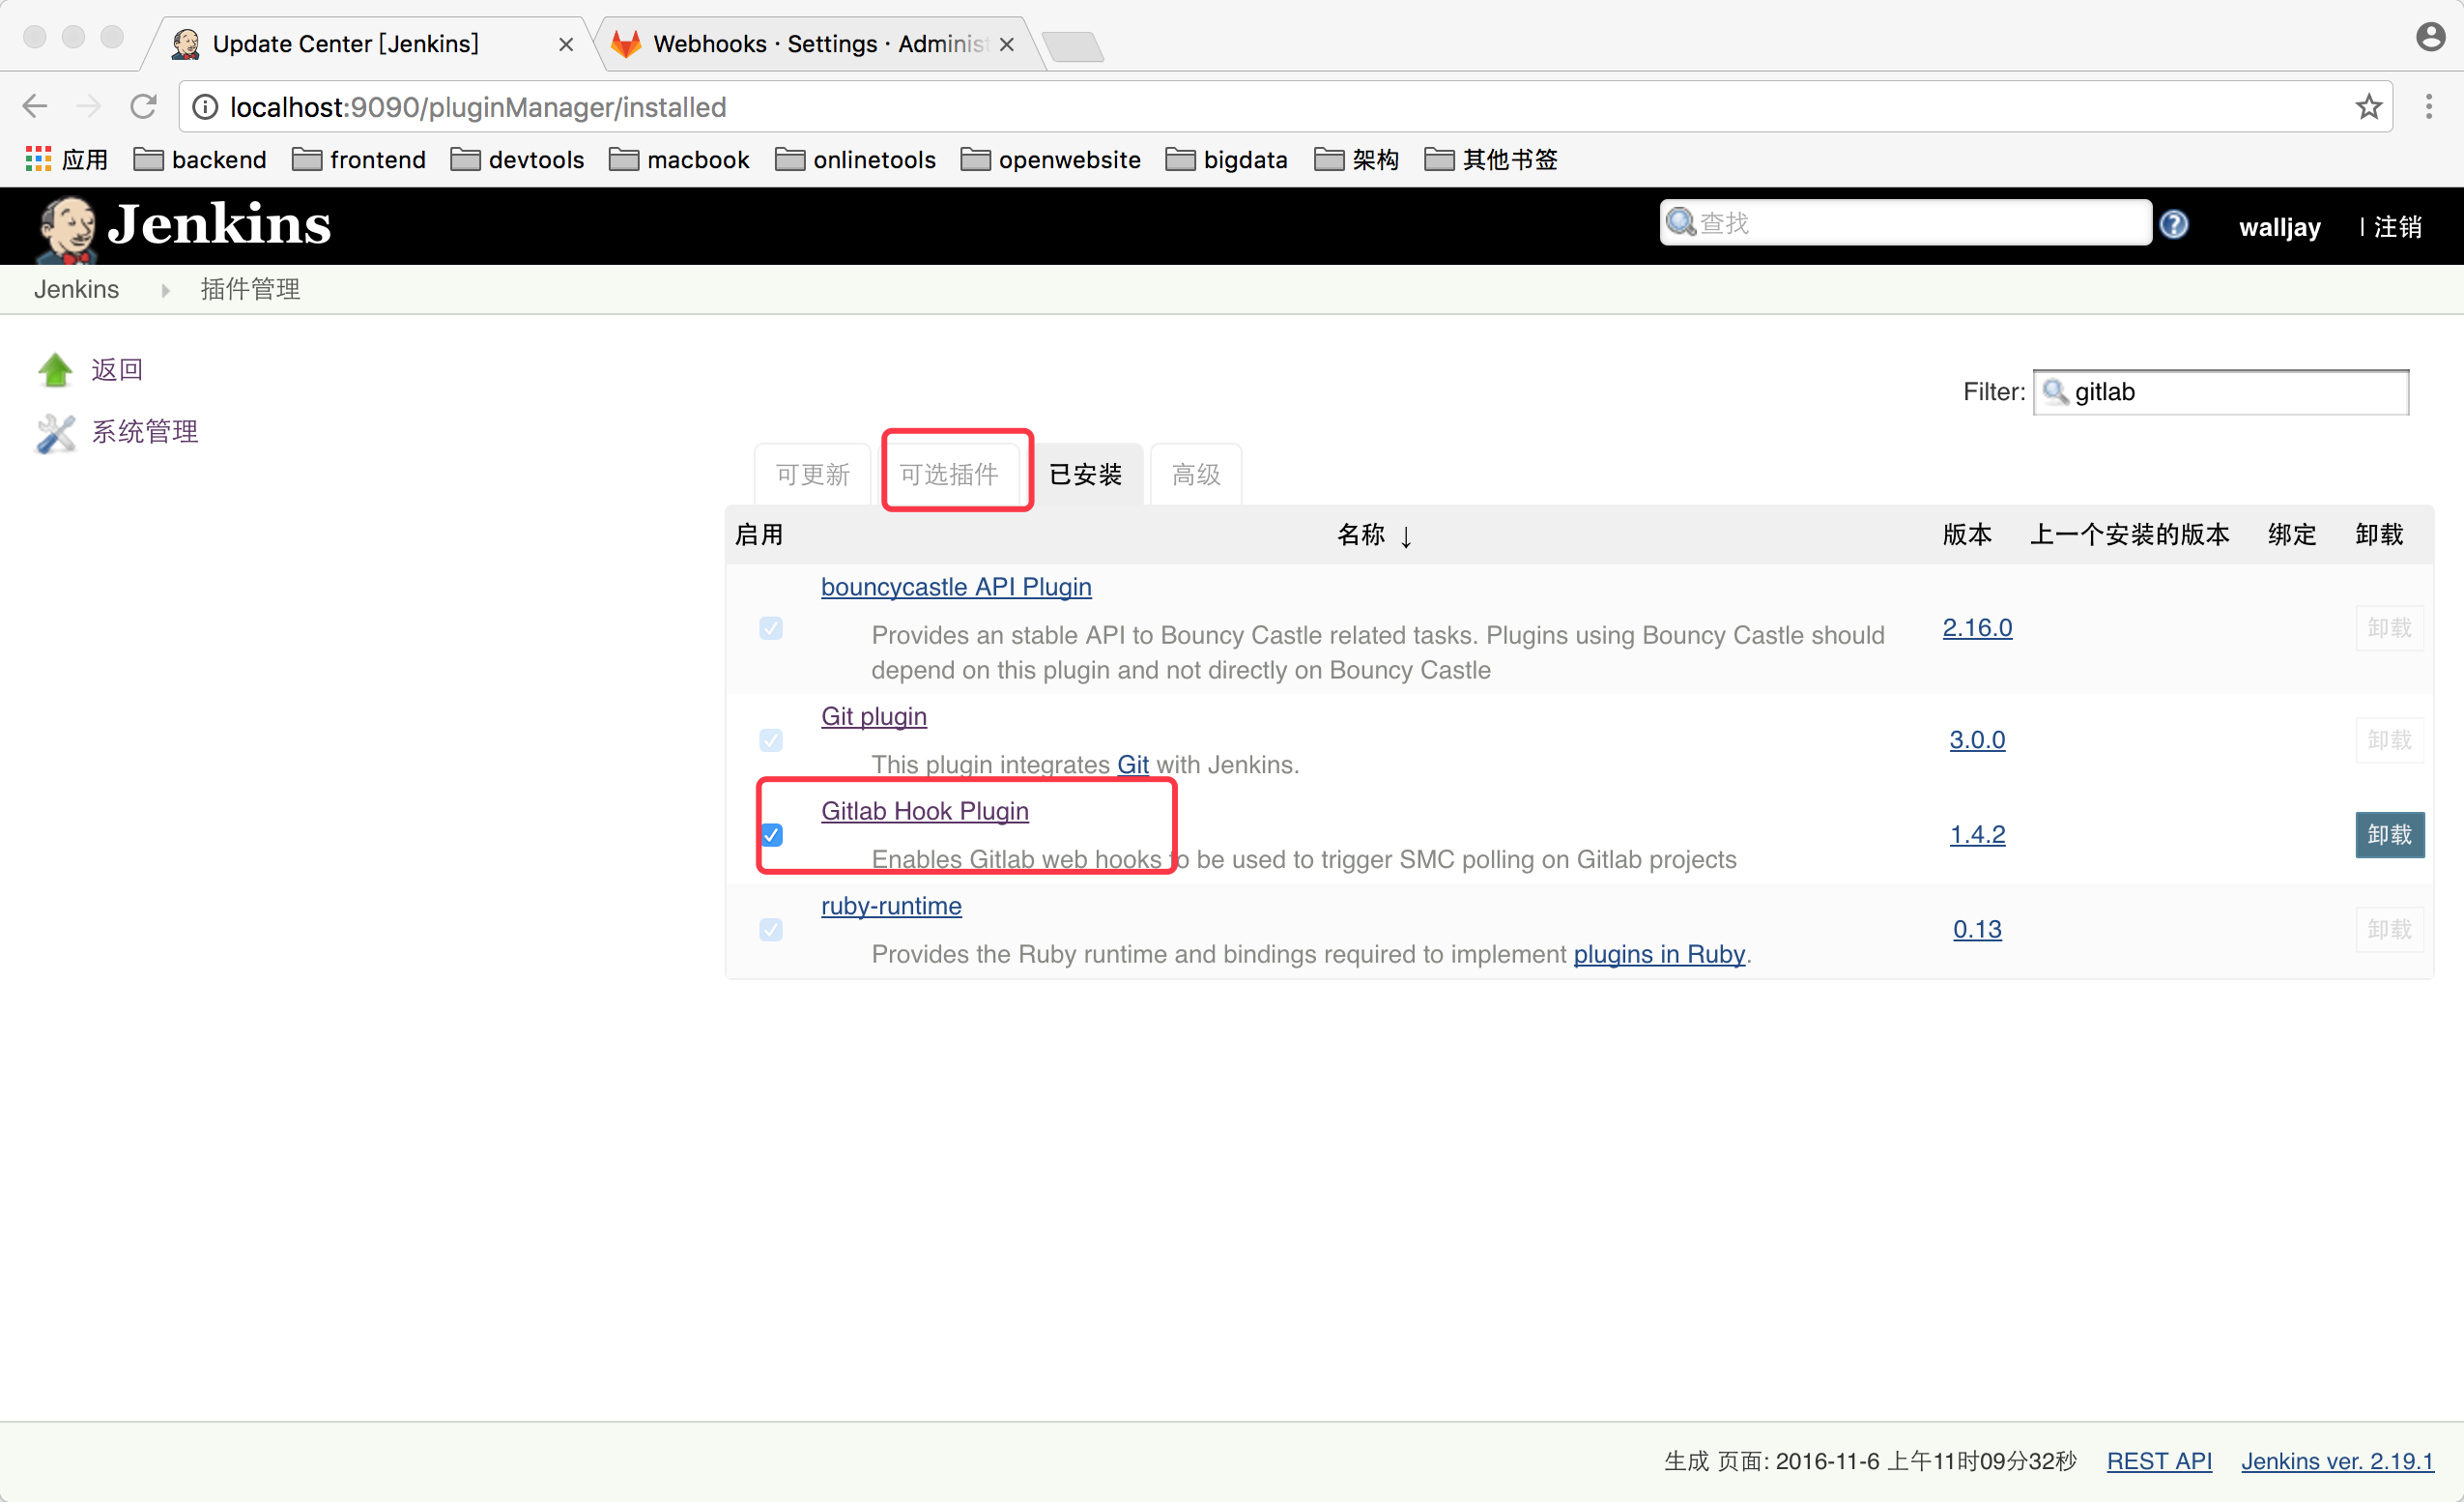 Update Center [Jenkins]
Webhooks · Settings · Adminis
localhost:9090/pluginManager/installed
应用 backend frontend devtools macbook onlinetools openwebsite bigdata 架构 其他书签
Jenkins
查找
walljay | 注销
Jenkins 插件管理
返回
系统管理
Filter: gitlab
可更新 可选插件 已安装 高级
启用 名称 ↓ 版本 上一个安装的版本 绑定 卸载
bouncycastle API Plugin
Provides an stable API to Bouncy Castle related tasks. Plugins using Bouncy Castle should
depend on this plugin and not directly on Bouncy Castle
2.16.0 卸载
Git plugin
This plugin integrates Git with Jenkins.
3.0.0 卸载
Gitlab Hook Plugin
Enables Gitlab web hooks to be used to trigger SMC polling on Gitlab projects
1.4.2 卸载
ruby-runtime
Provides the Ruby runtime and bindings required to implement plugins in Ruby.
0.13 卸载
生成 页面: 2016-11-6 上午11时09分32秒 REST API Jenkins ver. 2.19.1